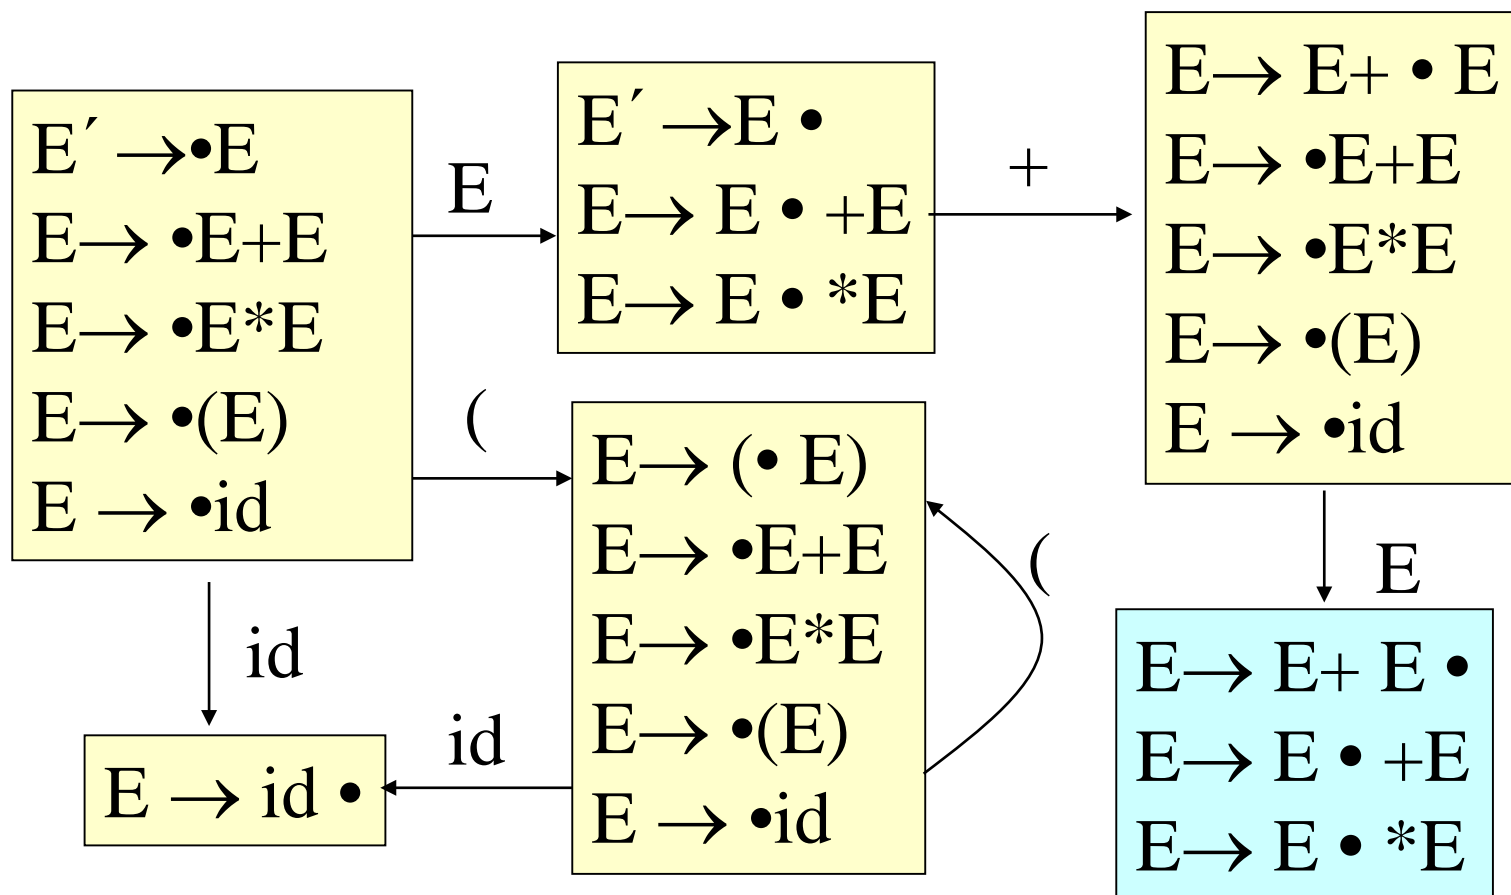 E´ →•E
E→ •E+E
E→ •E*E
E→ •(E)
E → •id
E
E´ →E •
E→ E • +E
E→ E • *E
+
E→ E+ • E
E→ •E+E
E→ •E*E
E→ •(E)
E → •id
(
E→ (• E)
E→ •E+E
E→ •E*E
E→ •(E)
E → •id
(
E
id
id
E → id •
E→ E+ E •
E→ E • +E
E→ E • *E